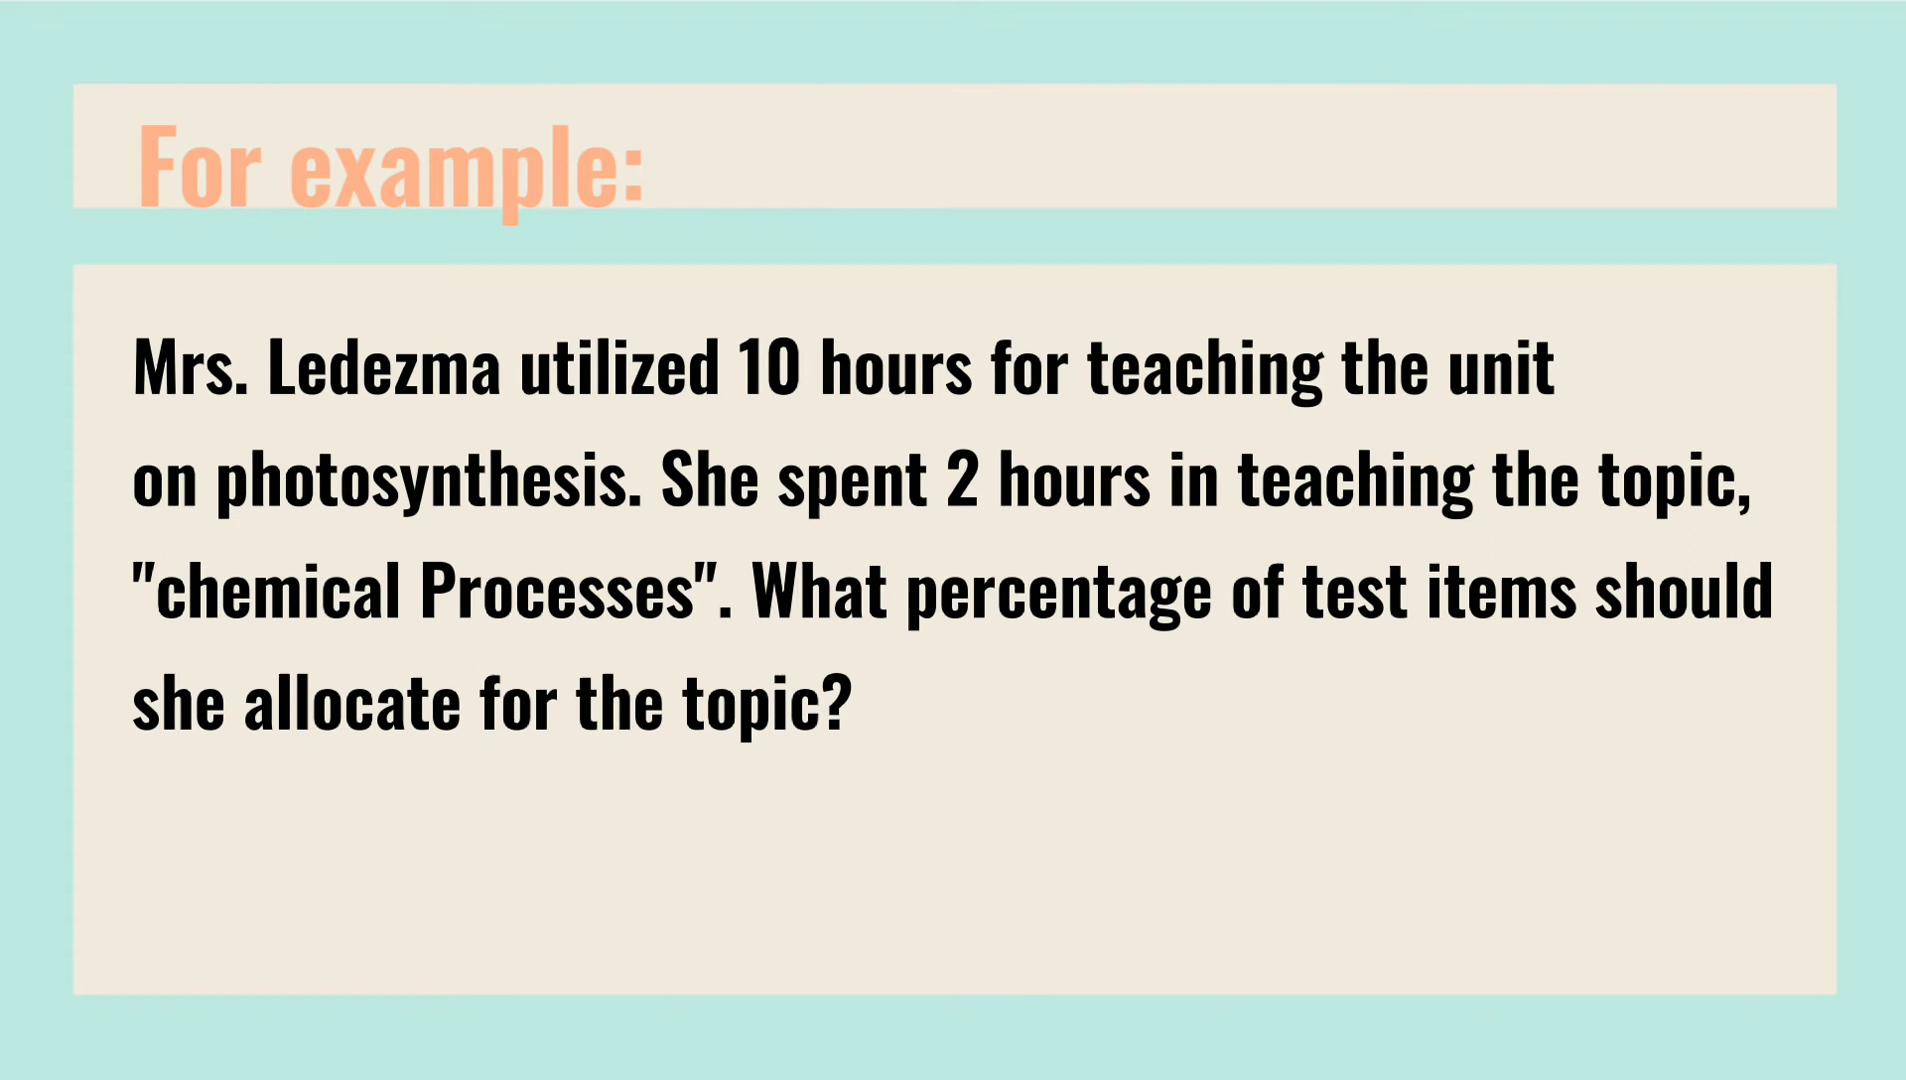 For example:
Mrs. Ledezma utilized 10 hours for teaching the unit
on photosynthesis. She spent 2 hours in teaching the topic,
"chemical Processes". What percentage of test items should
she allocate for the topic?